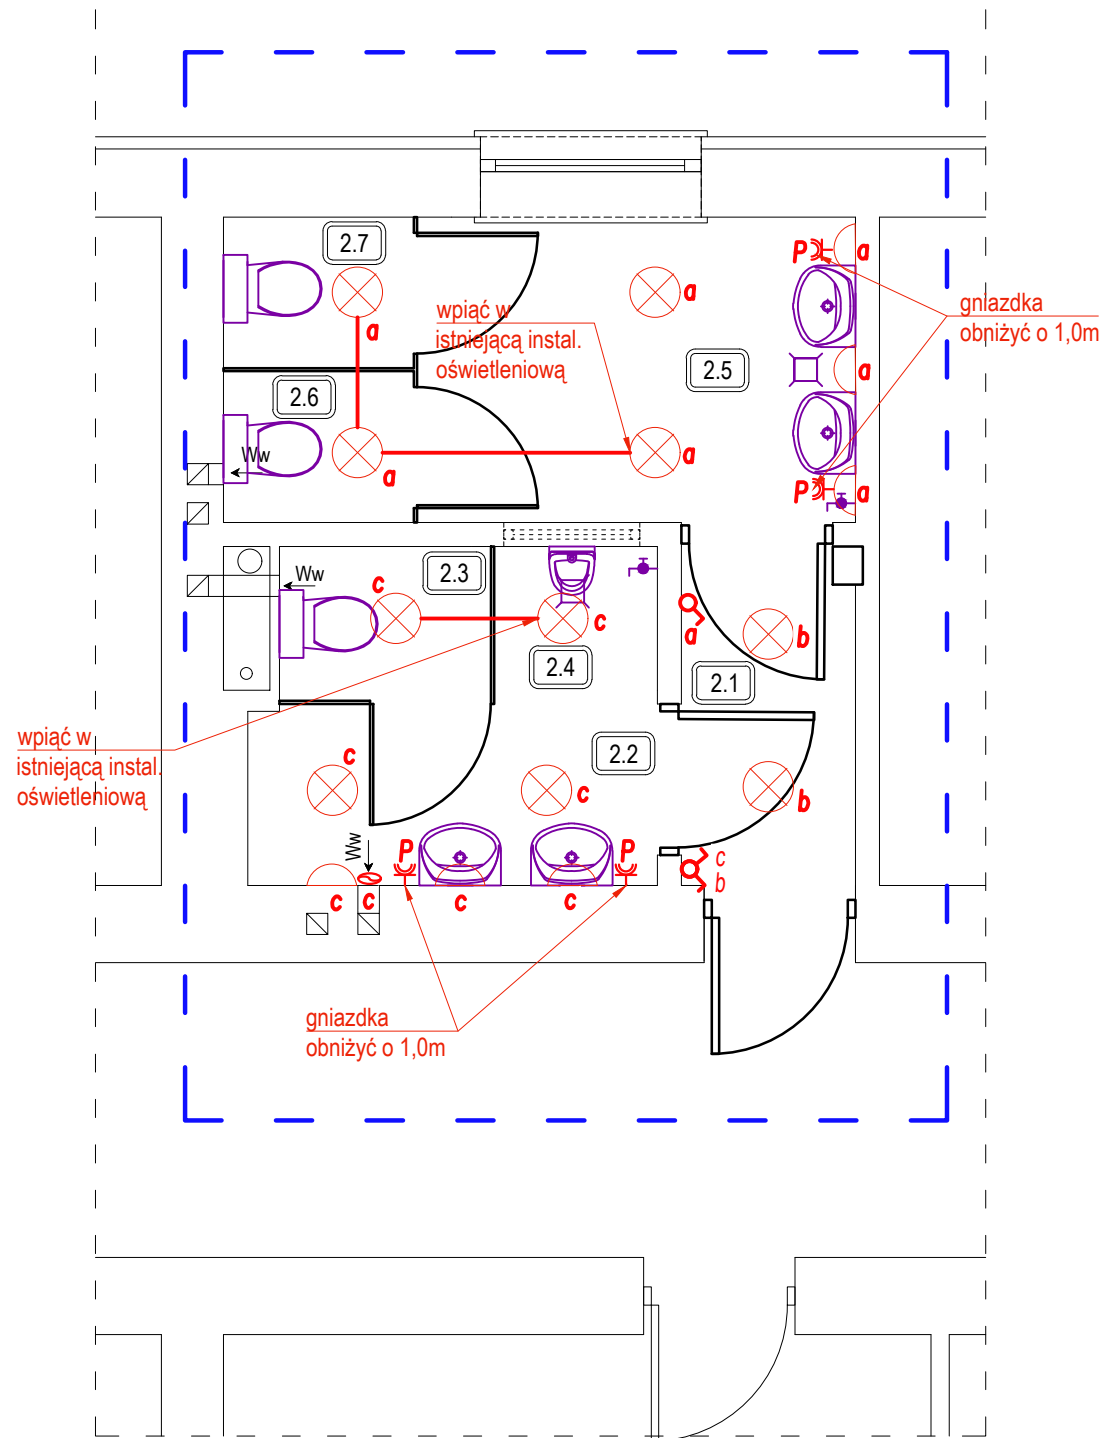 2.7
P
a
a
wpiąć w
istniejącą instal.
oświetleniową
a
gniazdka
obniżyć o 1,0m
2.6
2.5
a
Ww
a
a
P
a
Ww
c
2.3
c
a
b
2.4
2.1
wpiąć w
istniejącą instal.
oświetleniową
c
2.2
c
b
Ww
P
P
c
b
c
c
c
c
gniazdka
obniżyć o 1,0m